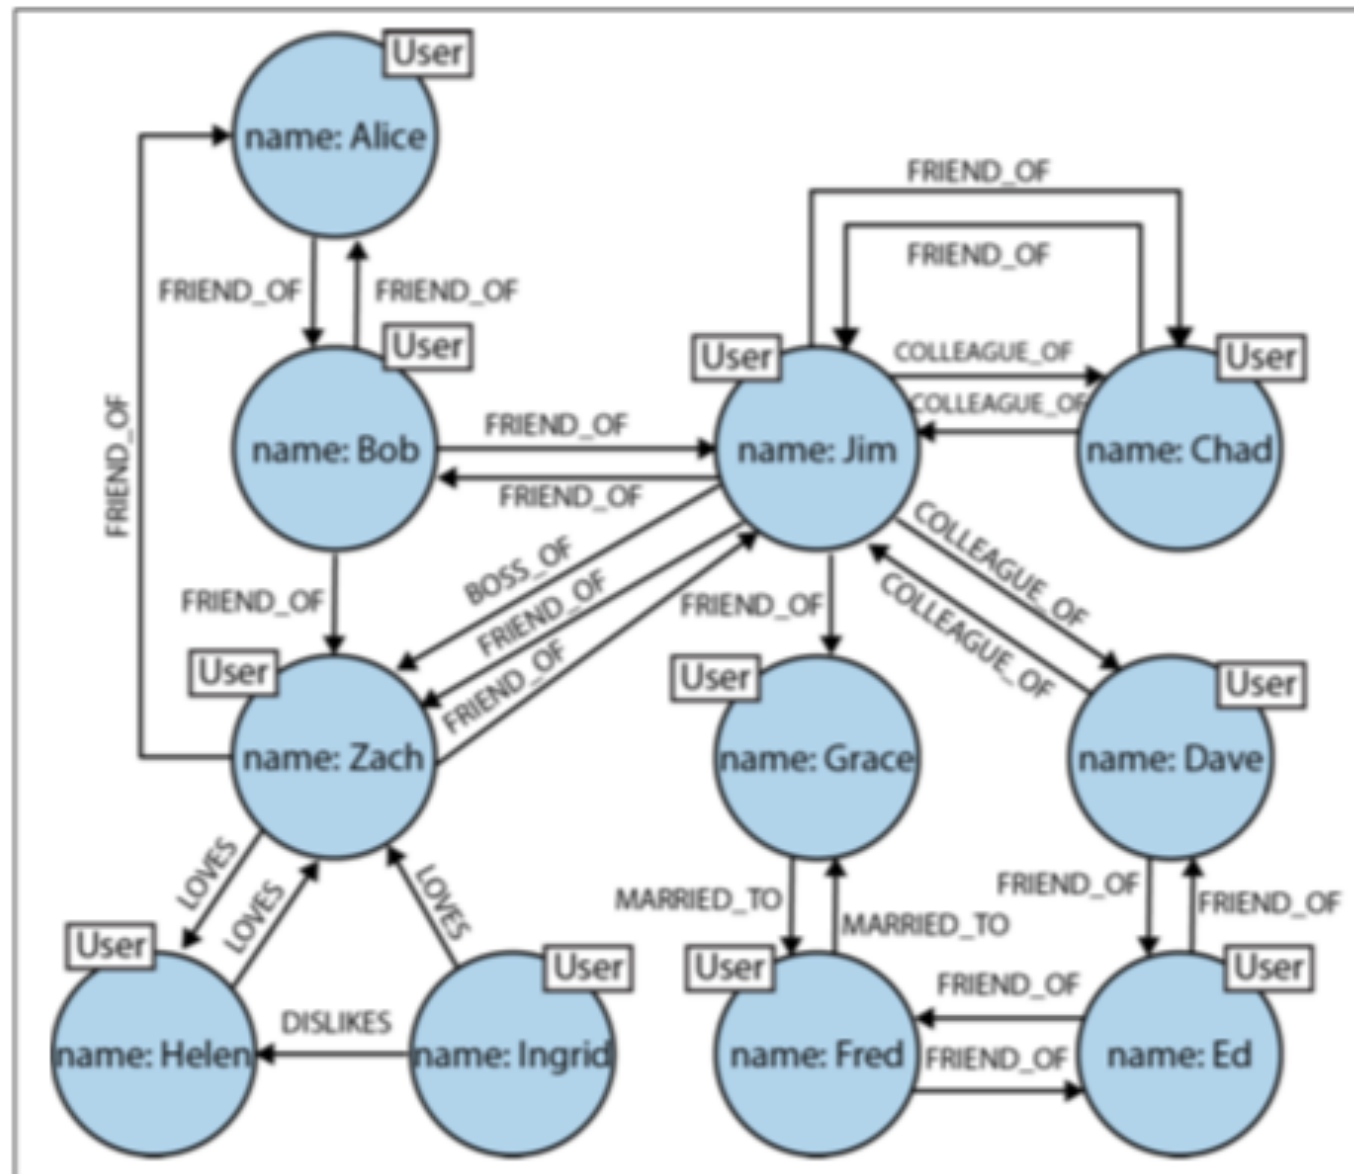 User
name: Alice
FRIEND_OF
FRIEND_OF
FRIEND_OF
FRIEND_OF
User
User
User
COLLEAGUE_OF
COLLEAGUE_OF
FRIEND_OF
FRIEND_OF
name: Bob
name: Jim
name: Chad
FRIEND_OF
FRIEND_OF
BOSS_OF
FRIEND_OF
FRIEND_OF
FRIEND_OF
COLLEAGUE_OF
COLLEAGUE_OF
User
User
User
name: Zach
name: Grace
name: Dave
LOVES
LOVES
LOVES
MARRIED_TO
MARRIED_TO
FRIEND_OF
FRIEND_OF
User
User
User
User
DISLIKES
FRIEND_OF
FRIEND_OF
name: Helen
name: Ingrid
name: Fred
name: Ed